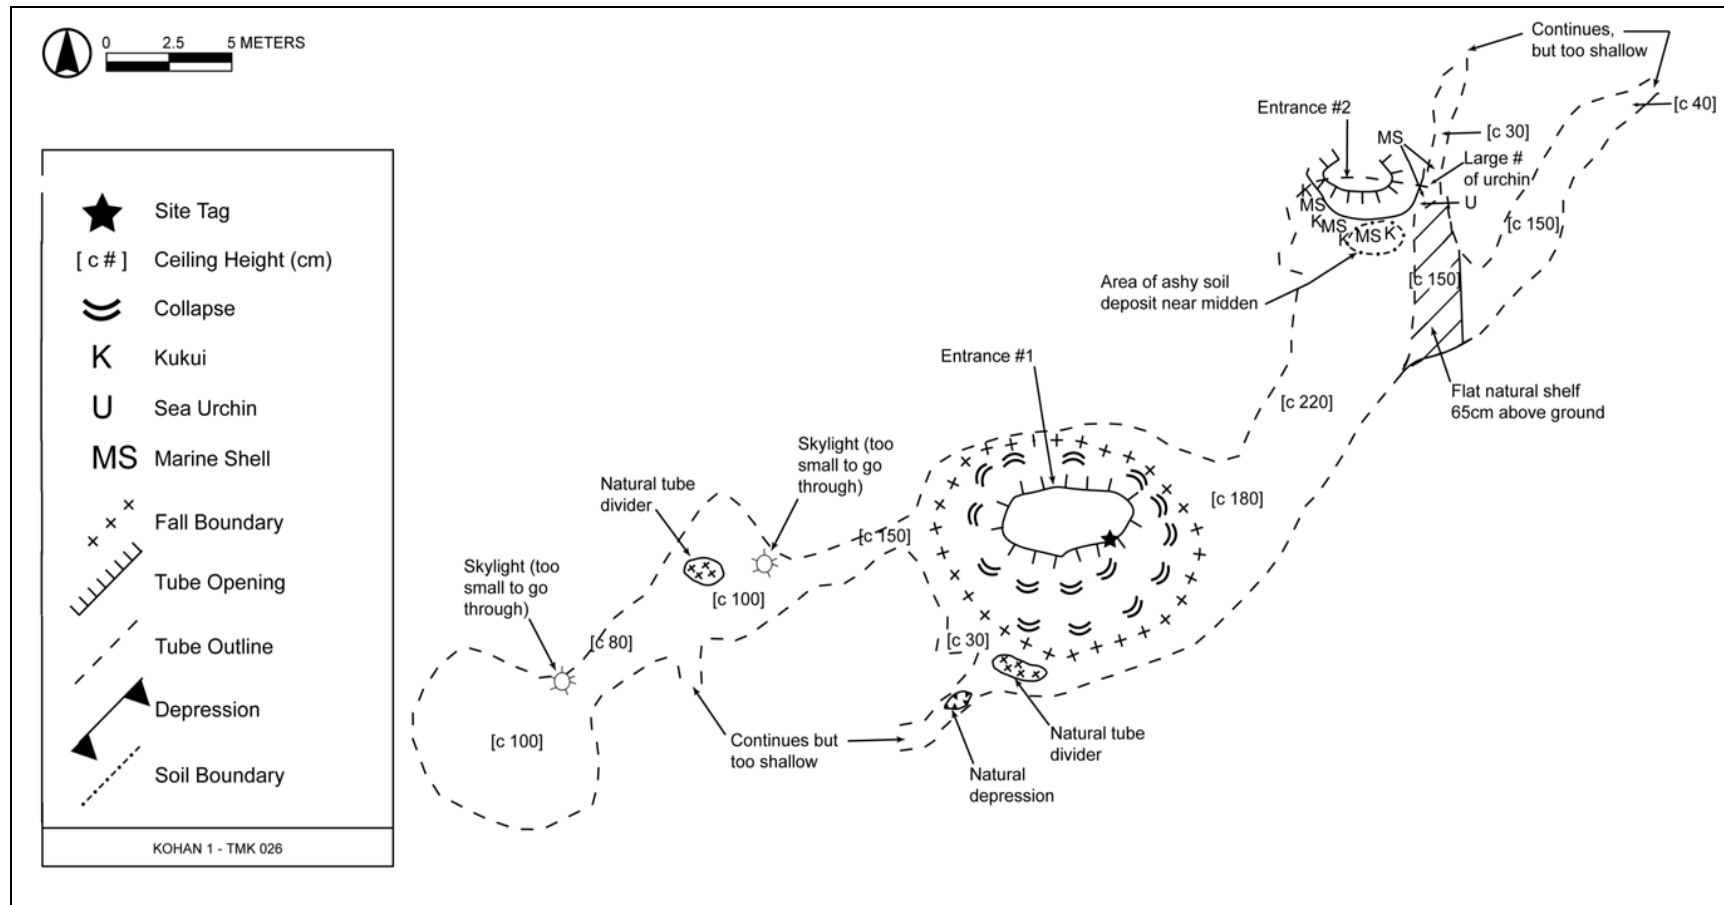 0 2.5 5 METERS
Site Tag
[ c # ] Ceiling Height (cm)
Collapse
K Kukui
U Sea Urchin
MS Marine Shell
Fall Boundary
Tube Opening
Tube Outline
Depression
Soil Boundary
KOHAN 1 - TMK 026
Continues,
but too shallow
[c 40]
Entrance #2
MS
[c 30]
Large #
of urchin
U
K
MS
K
MS
K
MS K
[c 150]
[c 150]
Area of ashy soil
deposit near midden
Flat natural shelf
65cm above ground
[c 220]
Entrance #1
[c 180]
Skylight (too
small to go
through)
Natural tube
divider
[c 150]
[c 100]
Skylight (too
small to go
through)
[c 80]
[c 30]
[c 100]
Continues but
too shallow
Natural tube
divider
Natural
depression